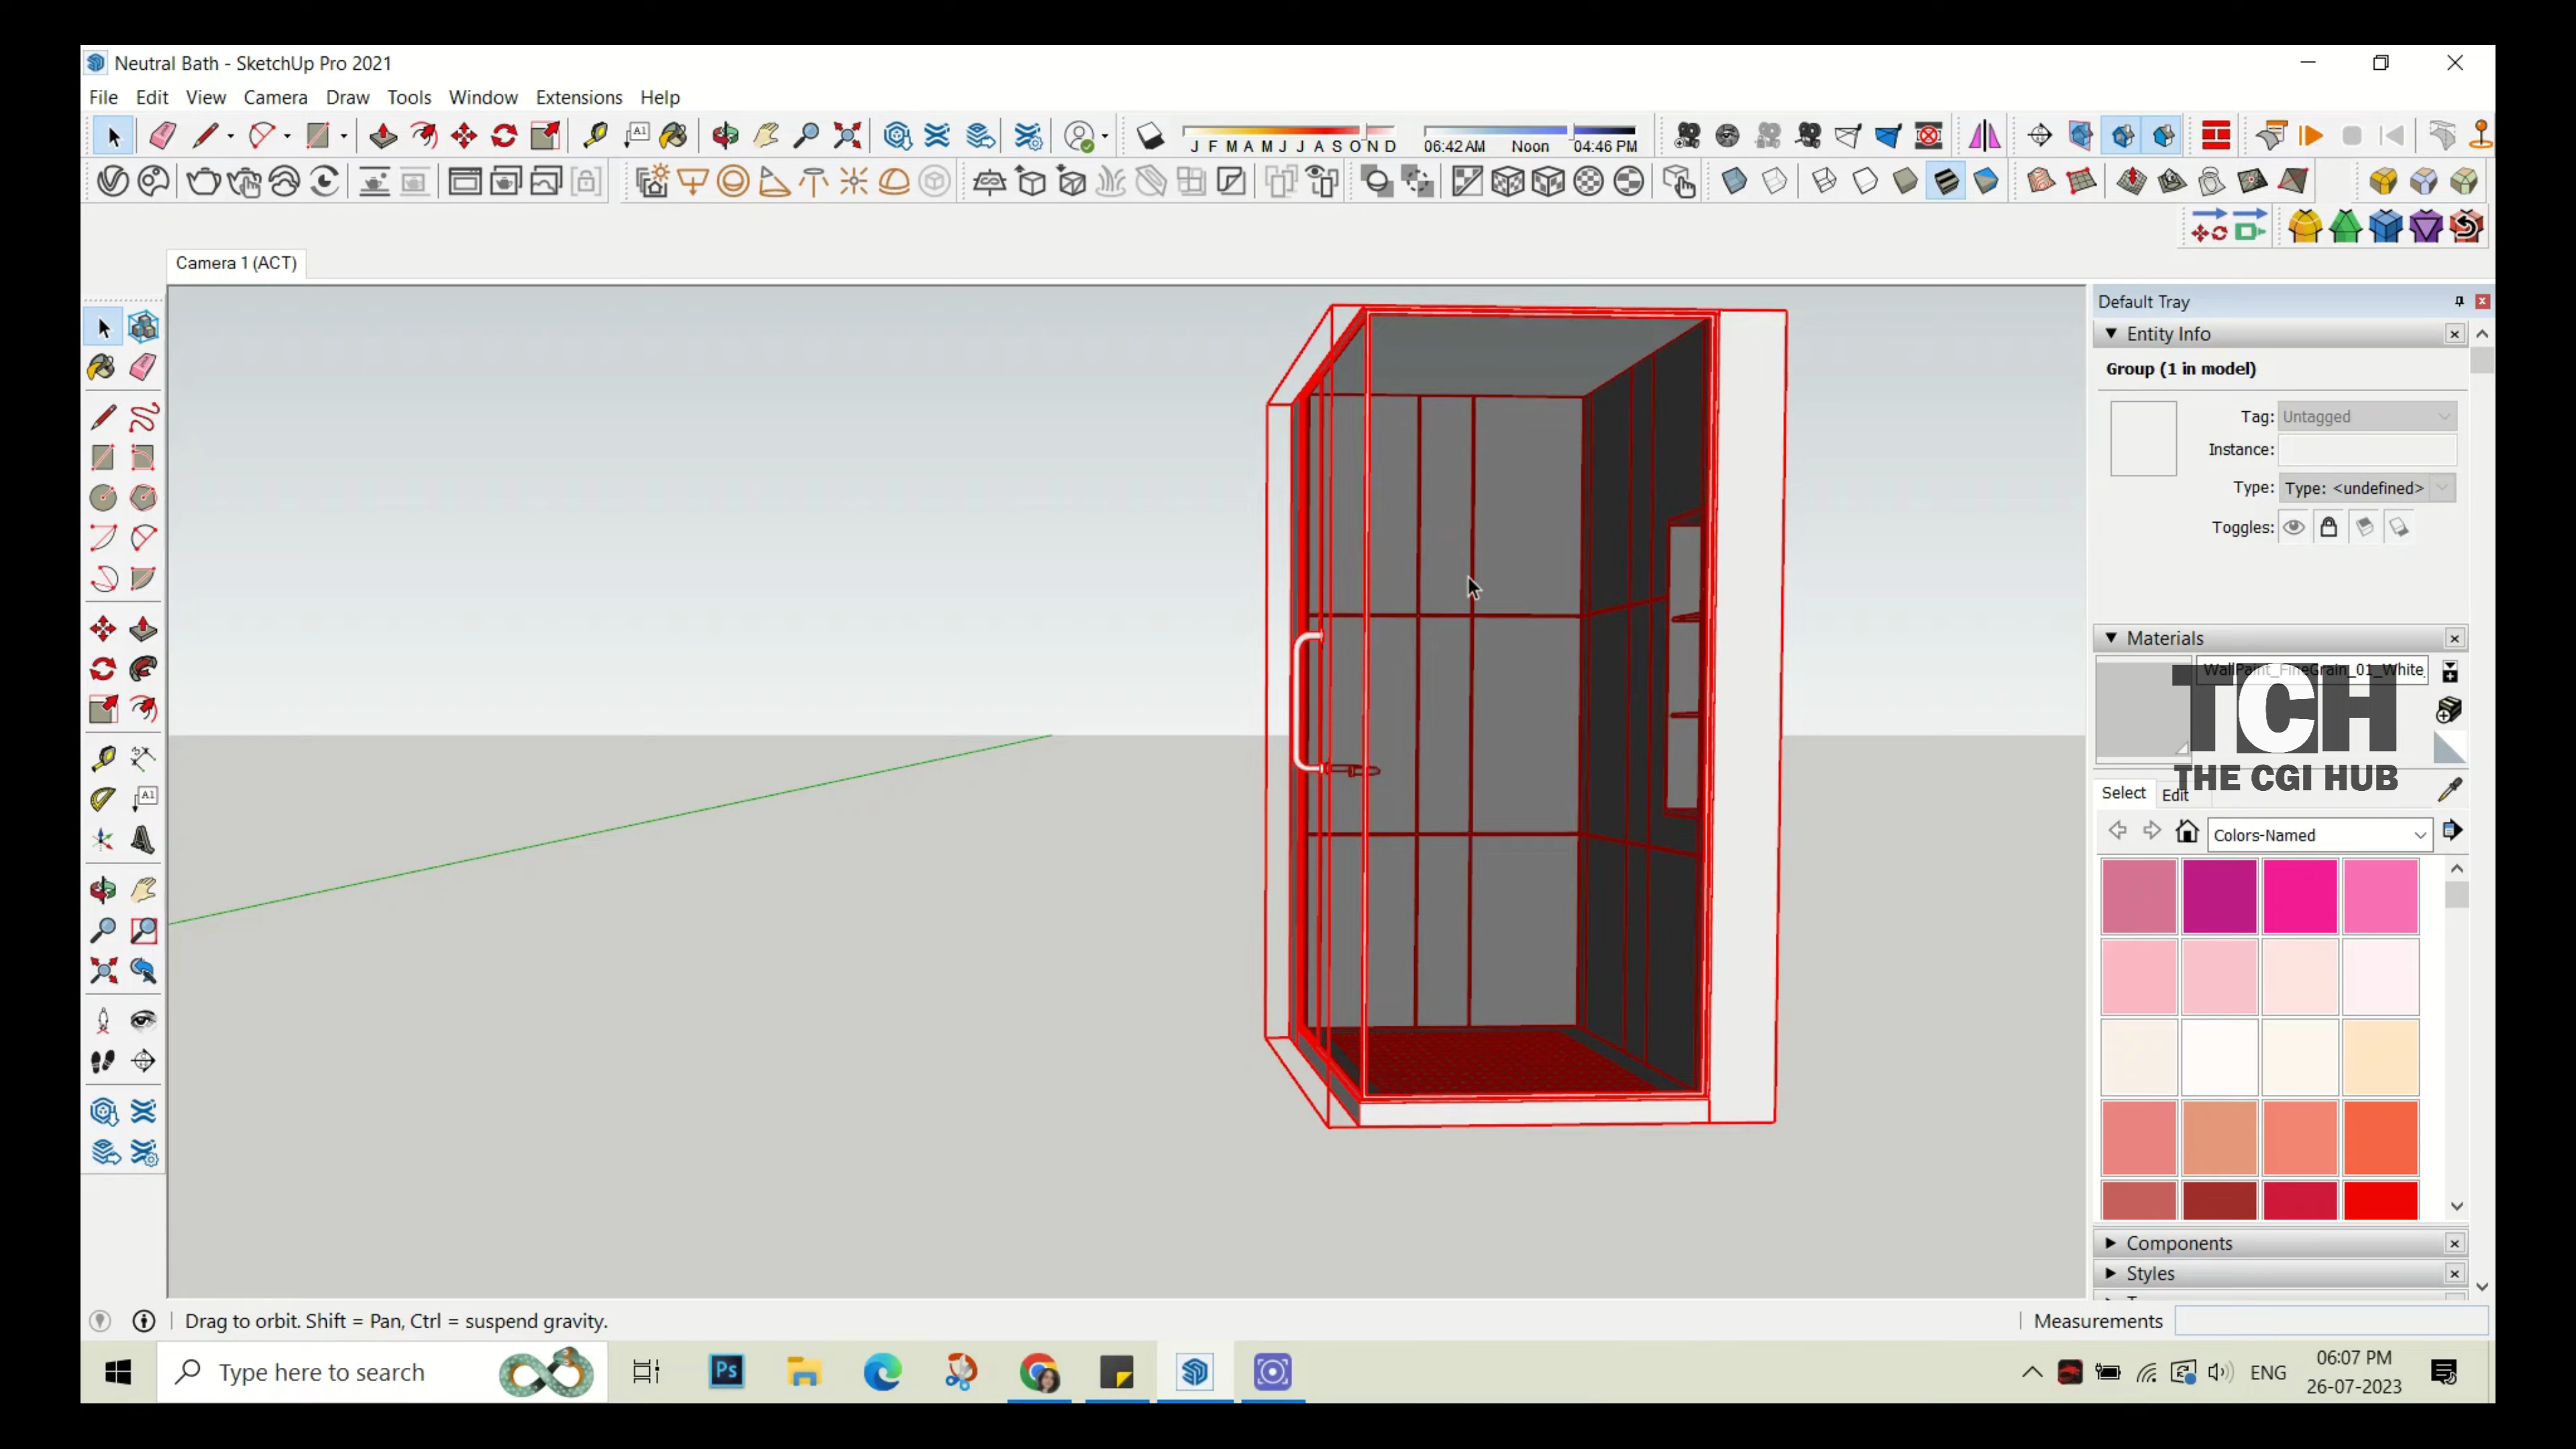 Neutral Bath - SketchUp Pro 2021
File Edit View Camera Draw Tools Window Extensions Help
J F M A M J J A S O N D 06:42 AM Noon 04:46 PM
Camera 1 (ACT)
Default Tray
Entity Info
Group (1 in model)
Tag: Untagged
Instance:
Type: Type: <undefined>
Toggles:
Materials
WallPaint_FineGrain_01_White_
TCH
THE CGI HUB
Select Edit
Colors-Named
Components
Styles
Drag to orbit. Shift = Pan, Ctrl = suspend gravity.
Measurements
Type here to search
Ps
ENG
06:07 PM
26-07-2023